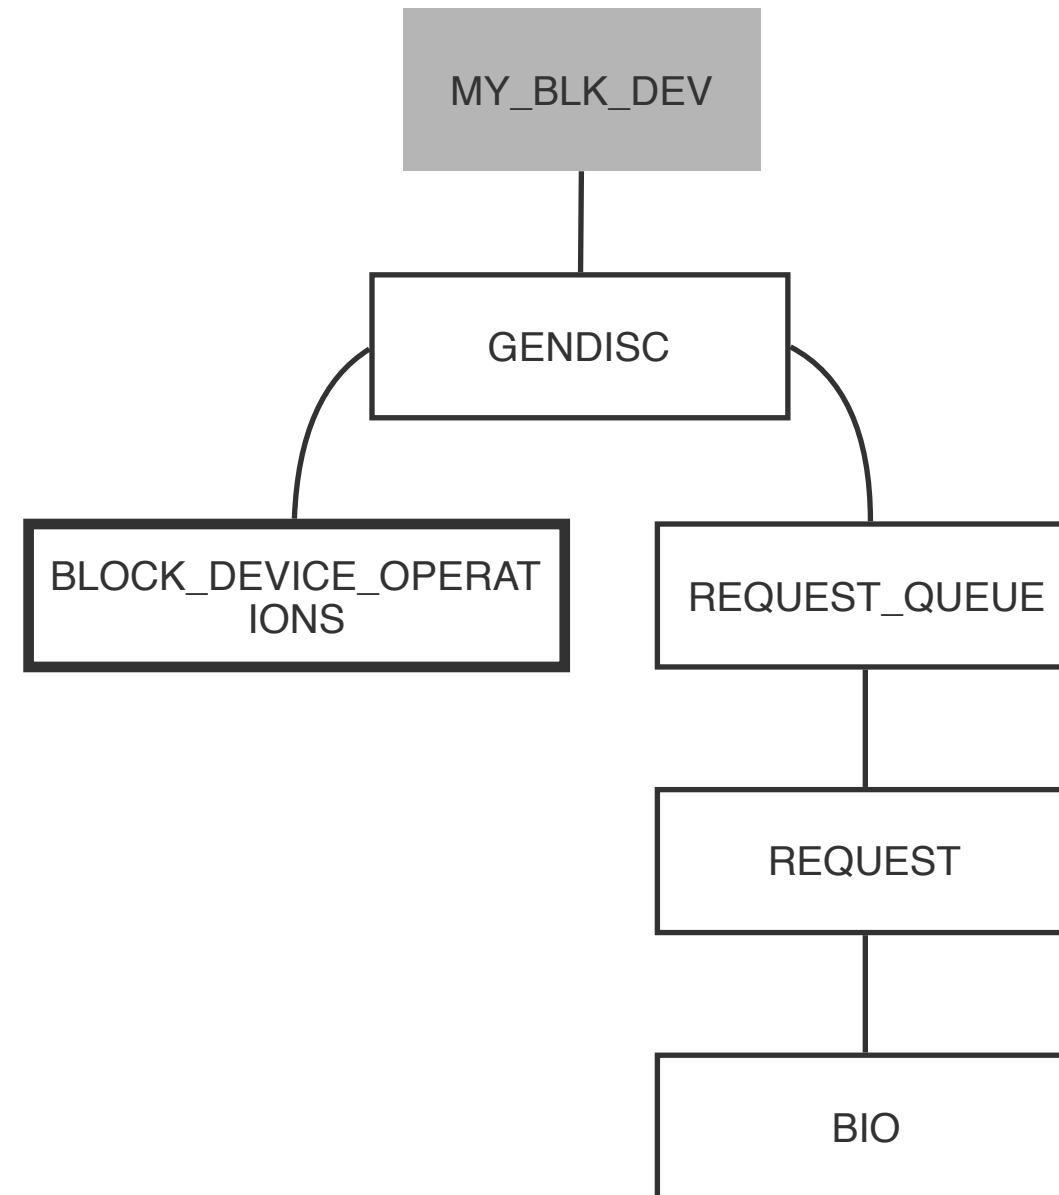 MY_BLK_DEV
GENDISC
BLOCK_DEVICE_OPERAT
IONS
REQUEST_QUEUE
REQUEST
BIO